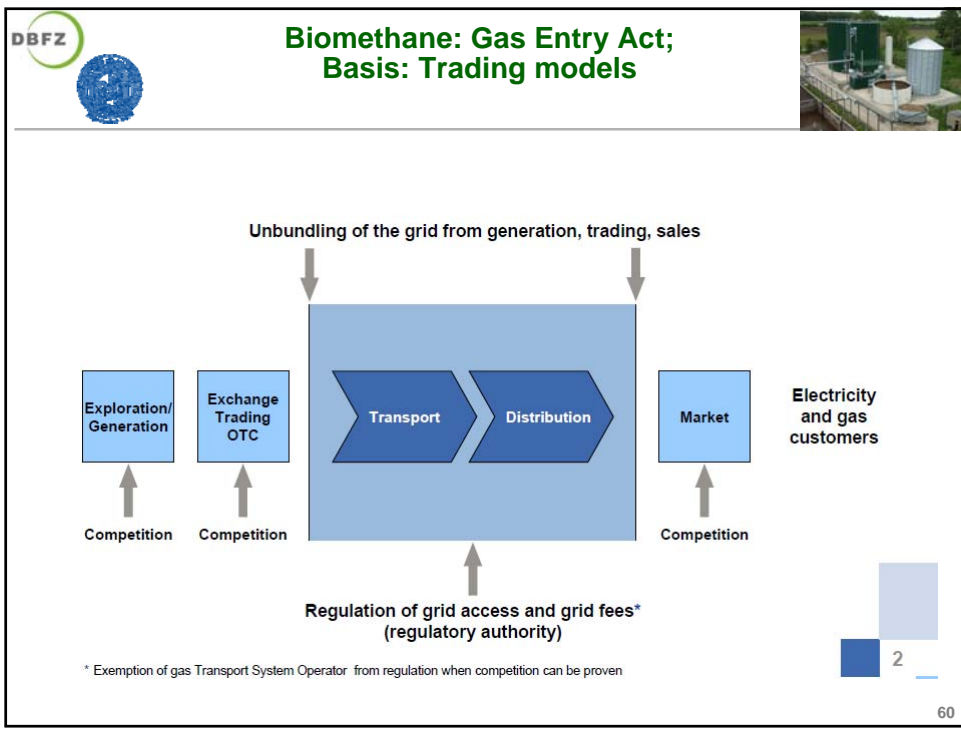 DBFZ
Biomethane: Gas Entry Act;
Basis: Trading models
Unbundling of the grid from generation, trading, sales
Exploration/
Generation
Exchange
Trading
OTC
Transport
Distribution
Market
Electricity
and gas
customers
Competition
Competition
Competition
Regulation of grid access and grid fees*
(regulatory authority)
* Exemption of gas Transport System Operator from regulation when competition can be proven
2
60